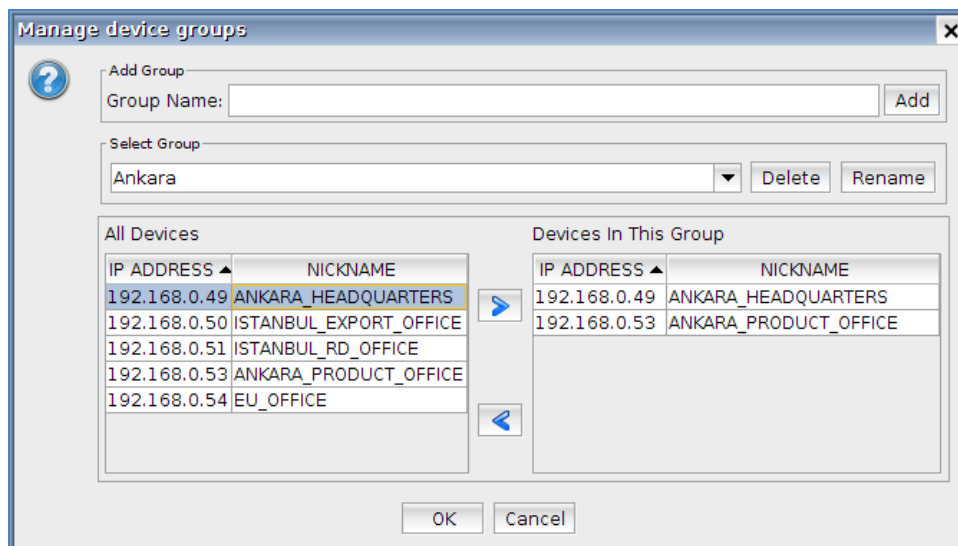 Manage device groups
Add Group
Group Name: Add
Select Group
Ankara Delete Rename
All Devices
IP ADDRESS NICKNAME
192.168.0.49 ANKARA_HEADQUARTERS
192.168.0.50 ISTANBUL_EXPORT_OFFICE
192.168.0.51 ISTANBUL_RD_OFFICE
192.168.0.53 ANKARA_PRODUCT_OFFICE
192.168.0.54 EU_OFFICE
Devices In This Group
IP ADDRESS NICKNAME
192.168.0.49 ANKARA_HEADQUARTERS
192.168.0.53 ANKARA_PRODUCT_OFFICE
OK Cancel